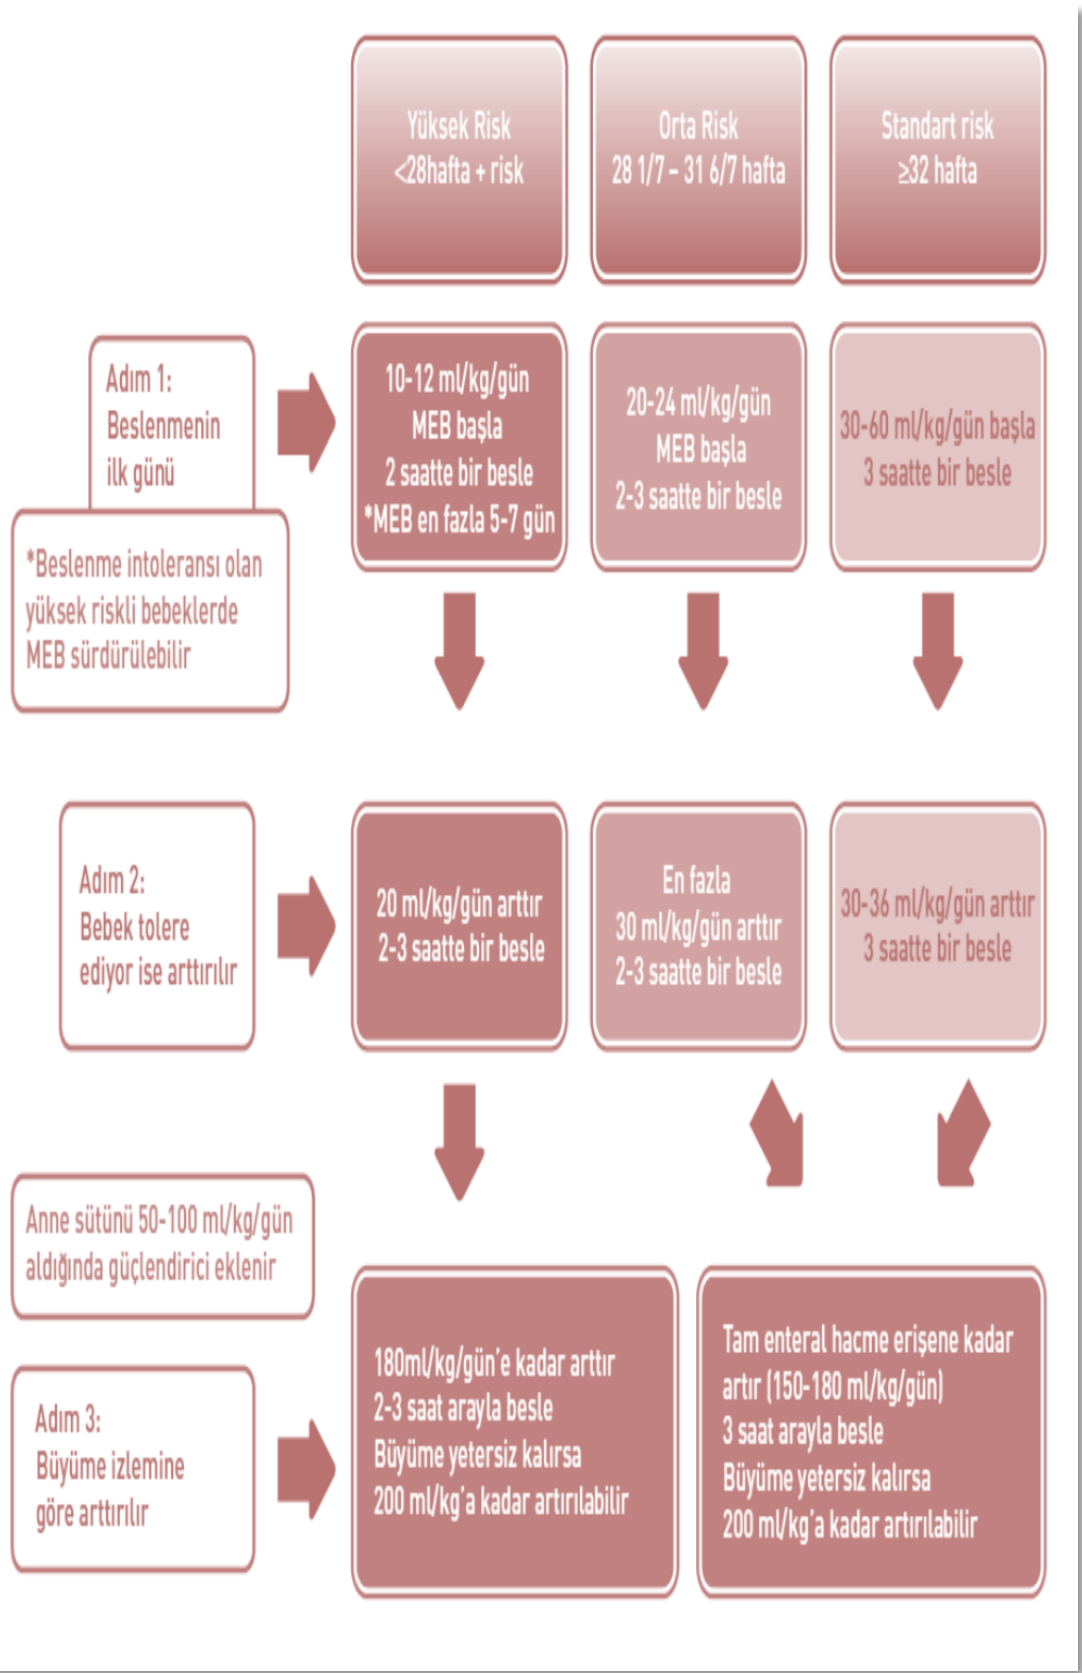 Yüksek Risk
<28hafta + risk
Orta Risk
28 1/7 – 31 6/7 hafta
Standart risk
≥32 hafta
Adım 1:
Beslenmenin
ilk günü
*Beslenme intoleransı olan
yüksek riskli bebeklerde
MEB sürdürülebilir
10-12 ml/kg/gün
MEB başla
2 saatte bir besle
*MEB en fazla 5-7 gün
20-24 ml/kg/gün
MEB başla
2-3 saatte bir besle
30-60 ml/kg/gün başla
3 saatte bir besle
Adım 2:
Bebek tolere
ediyor ise arttırılır
20 ml/kg/gün arttır
2-3 saatte bir besle
En fazla
30 ml/kg/gün arttır
2-3 saatte bir besle
30-36 ml/kg/gün arttır
3 saatte bir besle
Anne sütünü 50-100 ml/kg/gün
aldığında güçlendirici eklenir
Adım 3:
Büyüme izlemine
göre arttırılır
180ml/kg/gün'e kadar arttır
2-3 saat arayla besle
Büyüme yetersiz kalırsa
200 ml/kg'a kadar artırılabilir
Tam enteral hacme erişene kadar
artır (150-180 ml/kg/gün)
3 saat arayla besle
Büyüme yetersiz kalırsa
200 ml/kg'a kadar artırılabilir